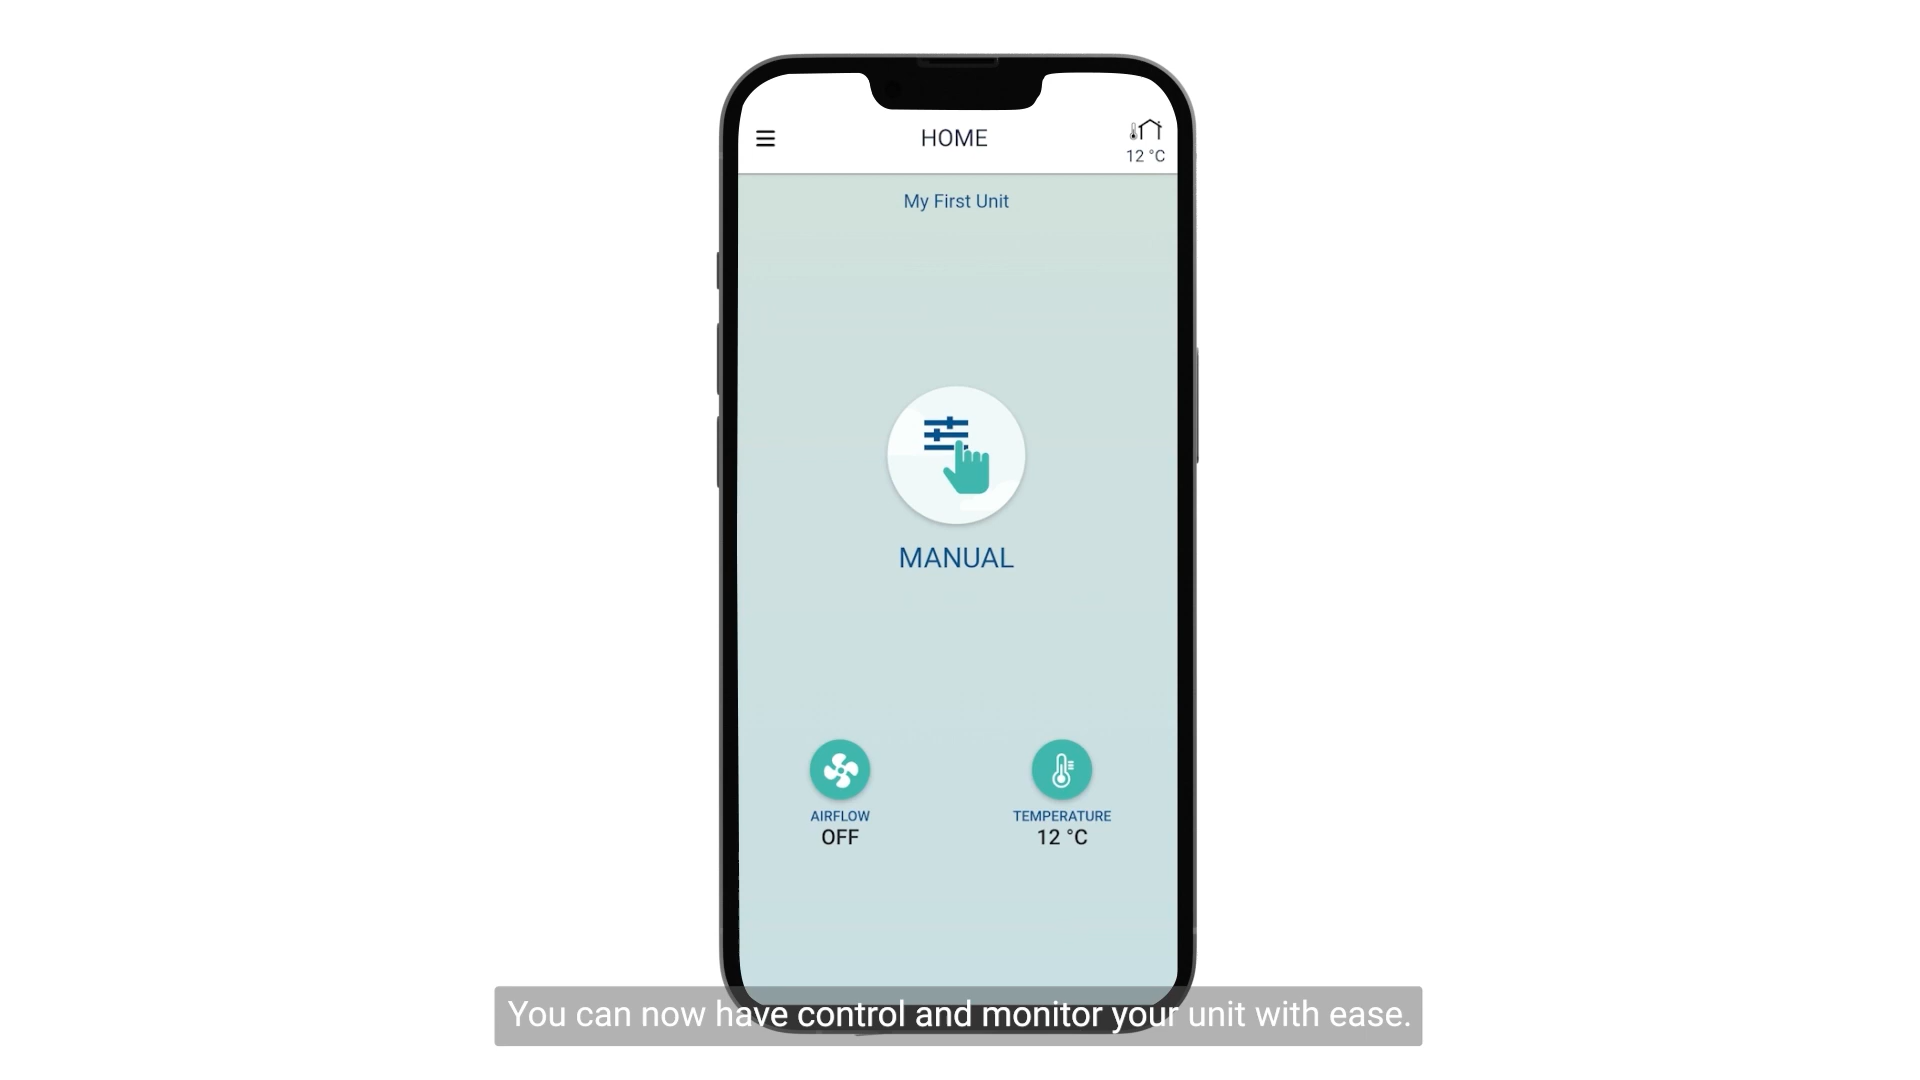 HOME
12 °C
My First Unit
MANUAL
AIRFLOW
OFF
TEMPERATURE
12 °C
You can now have control and monitor your unit with ease.